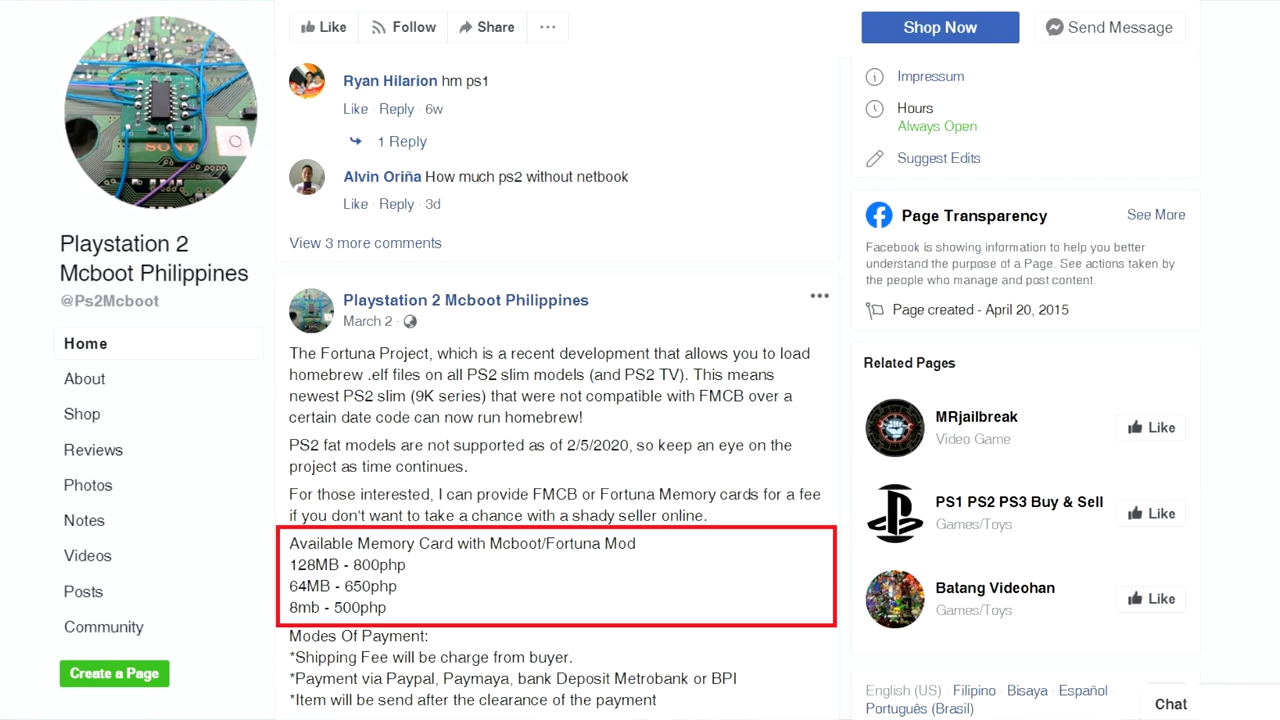 SONY
Playstation 2
Mcboot Philippines
@Ps2Mcboot
Home
About
Shop
Reviews
Photos
Notes
Videos
Posts
Community
Create a Page
Like
Follow
Share
Ryan Hilarion hm ps1
Like · Reply · 6w
1 Reply
Alvin Oriña How much ps2 without netbook
Like · Reply · 3d
View 3 more comments
Playstation 2 Mcboot Philippines
March 2 ·
The Fortuna Project, which is a recent development that allows you to load
homebrew .elf files on all PS2 slim models (and PS2 TV). This means
newest PS2 slim (9K series) that were not compatible with FMCB over a
certain date code can now run homebrew!
PS2 fat models are not supported as of 2/5/2020, so keep an eye on the
project as time continues.
For those interested, I can provide FMCB or Fortuna Memory cards for a fee
if you don't want to take a chance with a shady seller online.
Available Memory Card with Mcboot/Fortuna Mod
128MB - 800php
64MB - 650php
8mb - 500php
Modes Of Payment:
*Shipping Fee will be charge from buyer.
*Payment via Paypal, Paymaya, bank Deposit Metrobank or BPI
*Item will be send after the clearance of the payment
Shop Now
Send Message
Impressum
Hours
Always Open
Suggest Edits
Page Transparency
See More
Facebook is showing information to help you better
understand the purpose of a Page. See actions taken by
the people who manage and post content.
Page created - April 20, 2015
Related Pages
MRjailbreak
Video Game
Like
PS1 PS2 PS3 Buy & Sell
Games/Toys
Like
Batang Videohan
Games/Toys
Like
English (US) · Filipino · Bisaya · Español ·
Português (Brasil)
Chat